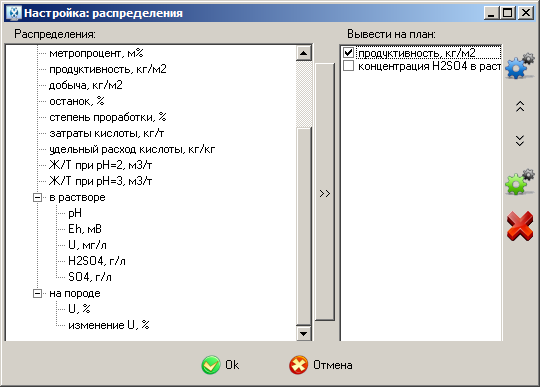 Настройка: распределения
Распределения:
Вывести на план:
метропроцент, м%
продуктивность, кг/м2
добыча, кг/м2
останок, %
степень проработки, %
затраты кислоты, кг/т
удельный расход кислоты, кг/кг
Ж/Т при pH=2, м3/т
Ж/Т при pH=3, м3/т
в растворе
pH
Eh, мВ
U, мг/л
H2SO4, г/л
SO4, г/л
на породе
U, %
изменение U, %
>>
продуктивность, кг/м2
концентрация H2SO4 в раст
Ok
Отмена